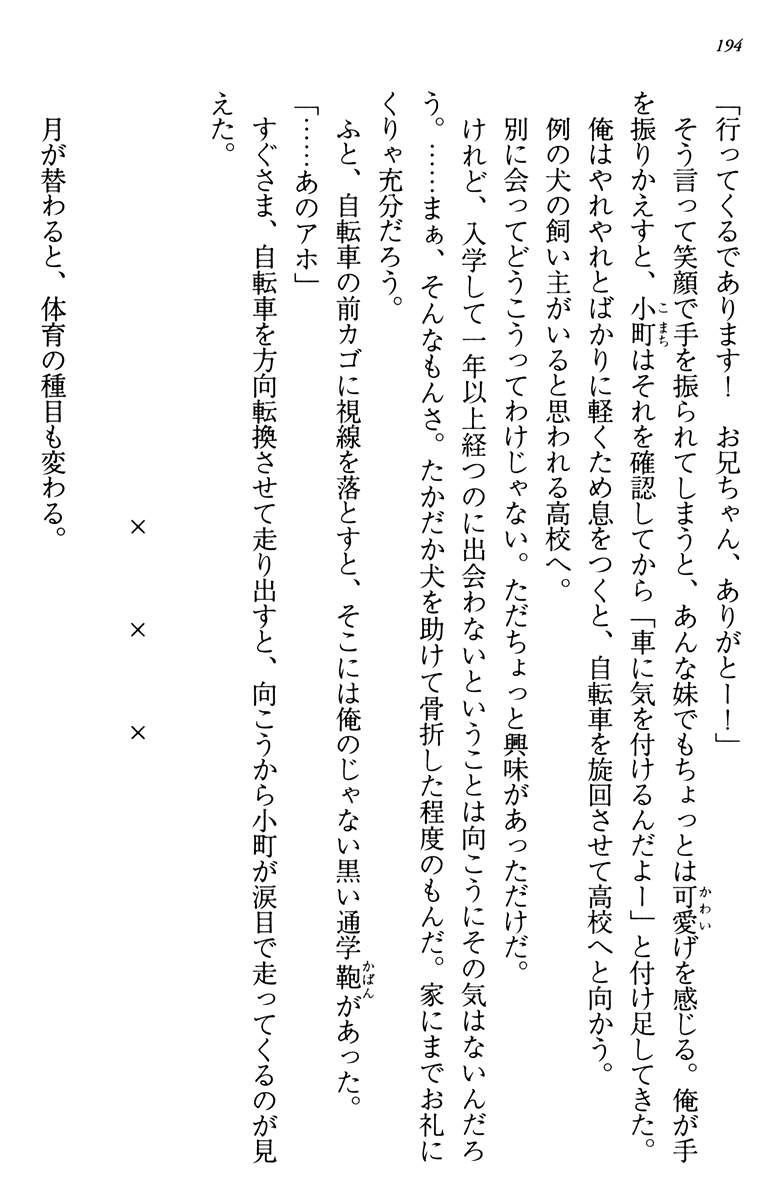 194
「行ってくるであります！　お兄ちゃん、ありがとー！」
　そう言って笑顔で手を振られてしまうと、あんな妹でもちょっとは可愛げを感じる。俺が手
を振りかえすと、小町はそれを確認してから「車に気を付けるんだよー」と付け足してきた。
　俺はやれやれとばかりに軽くため息をつくと、自転車を旋回させて高校へと向かう。
　例の犬の飼い主がいると思われる高校へ。
　別に会ってどうこうってわけじゃない。ただちょっと興味があっただけだ。
　けれど、入学して一年以上経つのに出会わないということは向こうにその気はないんだろ
う。……まぁ、そんなもんさ。たかだか犬を助けて骨折した程度のもんだ。家にまでお礼に
くりゃ充分だろう。
　ふと、自転車の前カゴに視線を落とすと、そこには俺のじゃない黒い通学鞄があった。
「……あのアホ」
　すぐさま、自転車を方向転換させて走り出すと、向こうから小町が涙目で走ってくるのが見
えた。
×　×　×
　月が替わると、体育の種目も変わる。